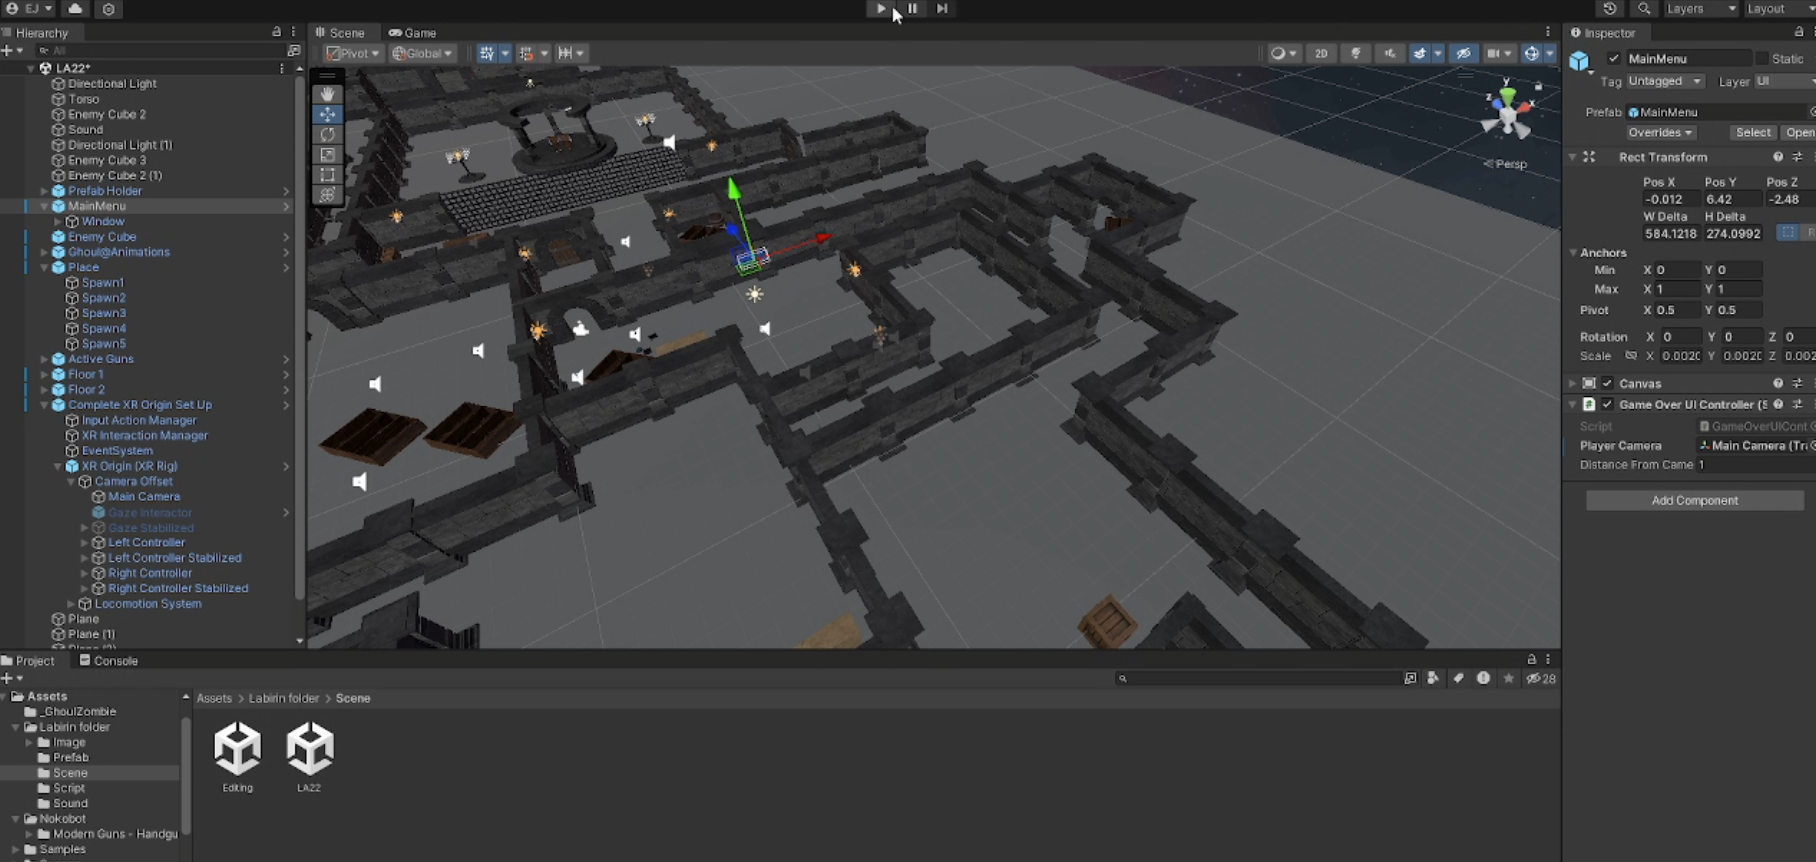 EJ
Layers
Layout
Hierarchy
Scene
Game
Inspector
All
Pivot
Global
2D
LA22*
Directional Light
Torso
Enemy Cube 2
Sound
Directional Light (1)
Enemy Cube 3
Enemy Cube 2 (1)
Prefab Holder
MainMenu
Window
Enemy Cube
Ghoul@Animations
Place
Spawn1
Spawn2
Spawn3
Spawn4
Spawn5
Active Guns
Floor 1
Floor 2
Complete XR Origin Set Up
Input Action Manager
XR Interaction Manager
EventSystem
XR Origin (XR Rig)
Camera Offset
Main Camera
Gaze Interactor
Gaze Stabilized
Left Controller
Left Controller Stabilized
Right Controller
Right Controller Stabilized
Locomotion System
Plane
Plane (1)
y
z
x
Persp
MainMenu
Static
Tag Untagged Layer UI
Prefab MainMenu
Overrides Select Open
Rect Transform
Pos X Pos Y Pos Z
-0.012 6.42 -2.48
W Delta H Delta
584.1218 274.0992
R
Anchors
Min X 0 Y 0
Max X 1 Y 1
Pivot X 0.5 Y 0.5
Rotation X 0 Y 0 Z 0
Scale X 0.002 Y 0.002 Z 0.002
Canvas
Game Over UI Controller (S
Script GameOverUICont
Player Camera Main Camera (Tr
Distance From Came 1
Add Component
Project
Console
28
Assets
_GhoulZombie
Labirin folder
Image
Prefab
Scene
Script
Sound
Nokobot
Modern Guns - Handgu
Samples
Assets > Labirin folder > Scene
Editing
LA22